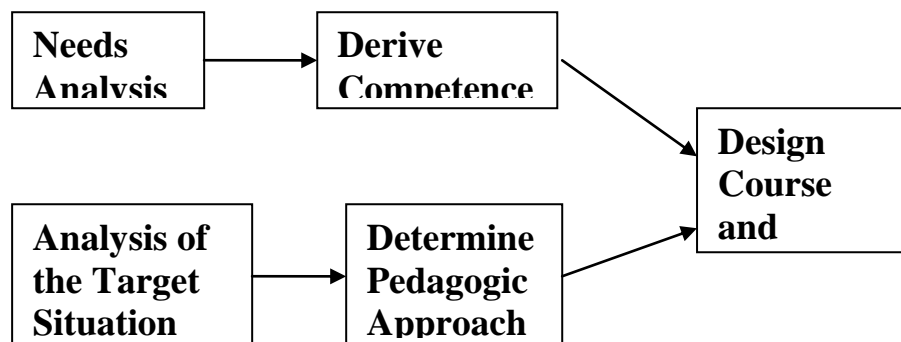 Needs
Analysis
Derive
Competence
Design
Course
and
Analysis of
the Target
Situation
Determine
Pedagogic
Approach